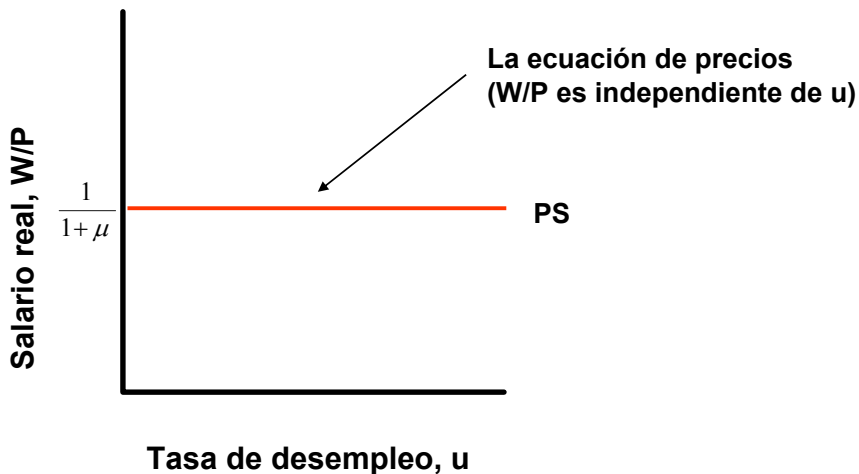 La ecuación de precios
(W/P es independiente de u)
Salario real, W/P
1
1+ μ
PS
Tasa de desempleo, u